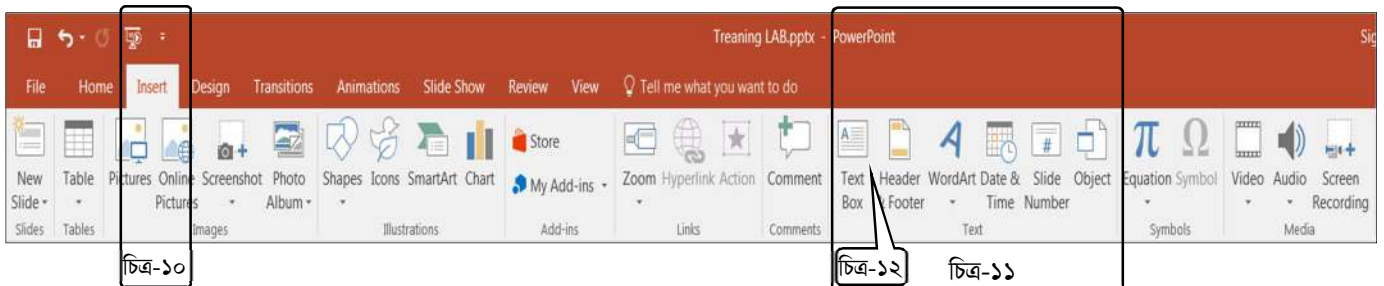 Treaning LAB.pptx - PowerPoint Sig
File Home Insert Design Transitions Animations Slide Show Review View Tell me what you want to do
New Slide
Table
Pictures
Online Pictures
Screenshot
Photo Album
Shapes
Icons
SmartArt
Chart
Store
My Add-ins
Zoom
Hyperlink
Action
Comment
Text Box
Header & Footer
WordArt
Date & Time
Slide Number
# 
Object
π
Equation
Ω
Symbol
Video
Audio
Screen Recording
Slides Tables Images Illustrations Add-ins Links Comments Text Symbols Media
চিত্র-১০
চিত্র-১২
চিত্র-১১